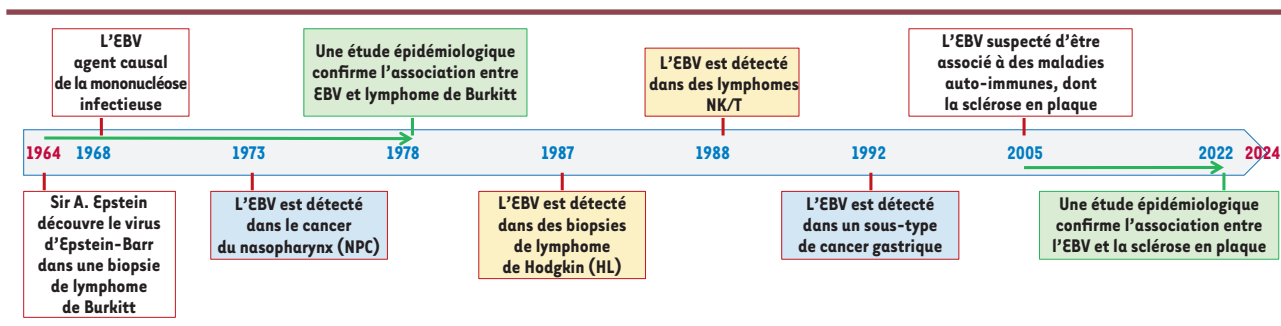 L'EBV
agent causal
de la mononucléose
infectieuse
Une étude épidémiologique
confirme l'association entre
EBV et lymphome de Burkitt
L'EBV est détecté
dans des lymphomes
NK/T
L'EBV suspecté d'être
associé à des maladies
auto-immunes, dont
la sclérose en plaque
1964 1968 1973 1978 1987 1988 1992 2005 2022 2024
Sir A. Epstein
découvre le virus
d'Epstein-Barr
dans une biopsie
de lymphome
de Burkitt
L'EBV est détecté
dans le cancer
du nasopharynx (NPC)
L'EBV est détecté
dans des biopsies
de lymphome
de Hodgkin (HL)
L'EBV est détecté
dans un sous-type
de cancer gastrique
Une étude épidémiologique
confirme l'association entre
l'EBV et la sclérose en plaque